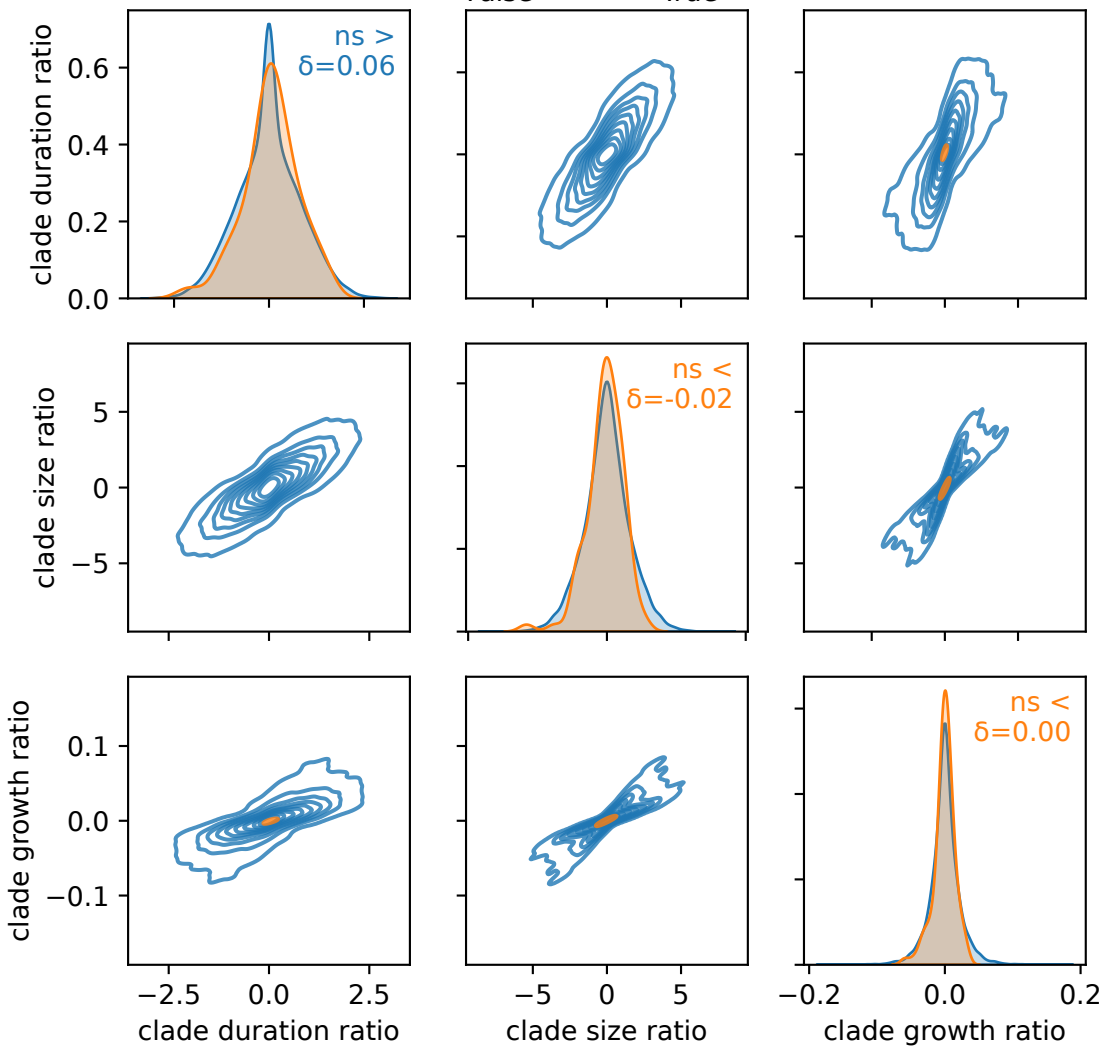 True
clade duration ratio
0.6
0.4
0.2
0.0
ns >
δ=0.06
clade size ratio
5
0
−5
ns <
δ=-0.02
clade growth ratio
0.1
0.0
−0.1
ns <
δ=0.00
−2.5 0.0 2.5
−5 0 5
−0.2 0.0 0.2
clade duration ratio
clade size ratio
clade growth ratio